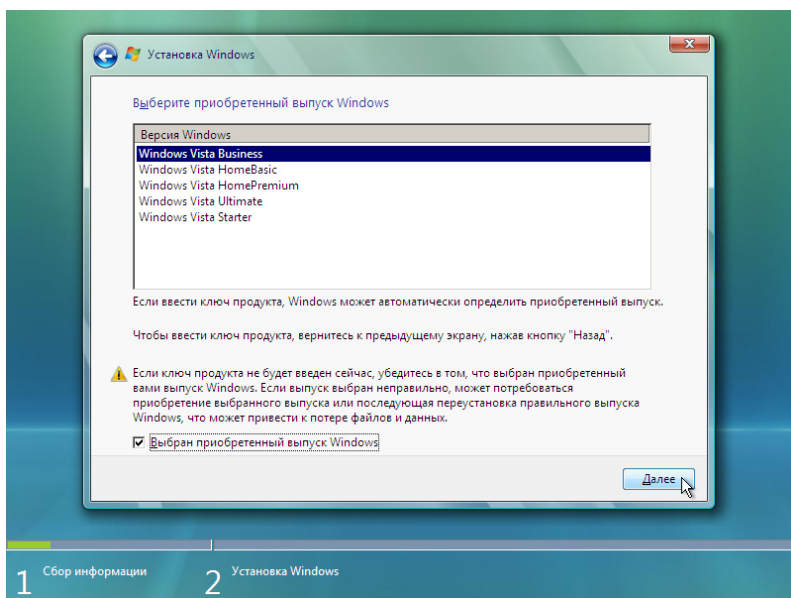 Установка Windows
Выберите приобретенный выпуск Windows
Версия Windows
Windows Vista Business
Windows Vista HomeBasic
Windows Vista HomePremium
Windows Vista Ultimate
Windows Vista Starter
Если ввести ключ продукта, Windows может автоматически определить приобретенный выпуск.
Чтобы ввести ключ продукта, вернитесь к предыдущему экрану, нажав кнопку "Назад".
Если ключ продукта не будет введен сейчас, убедитесь в том, что выбран приобретенный
вами выпуск Windows. Если выпуск выбран неправильно, может потребоваться
приобретение выбранного выпуска или последующая переустановка правильного выпуска
Windows, что может привести к потере файлов и данных.
Выбран приобретенный выпуск Windows
Далее
1 Сбор информации
2 Установка Windows